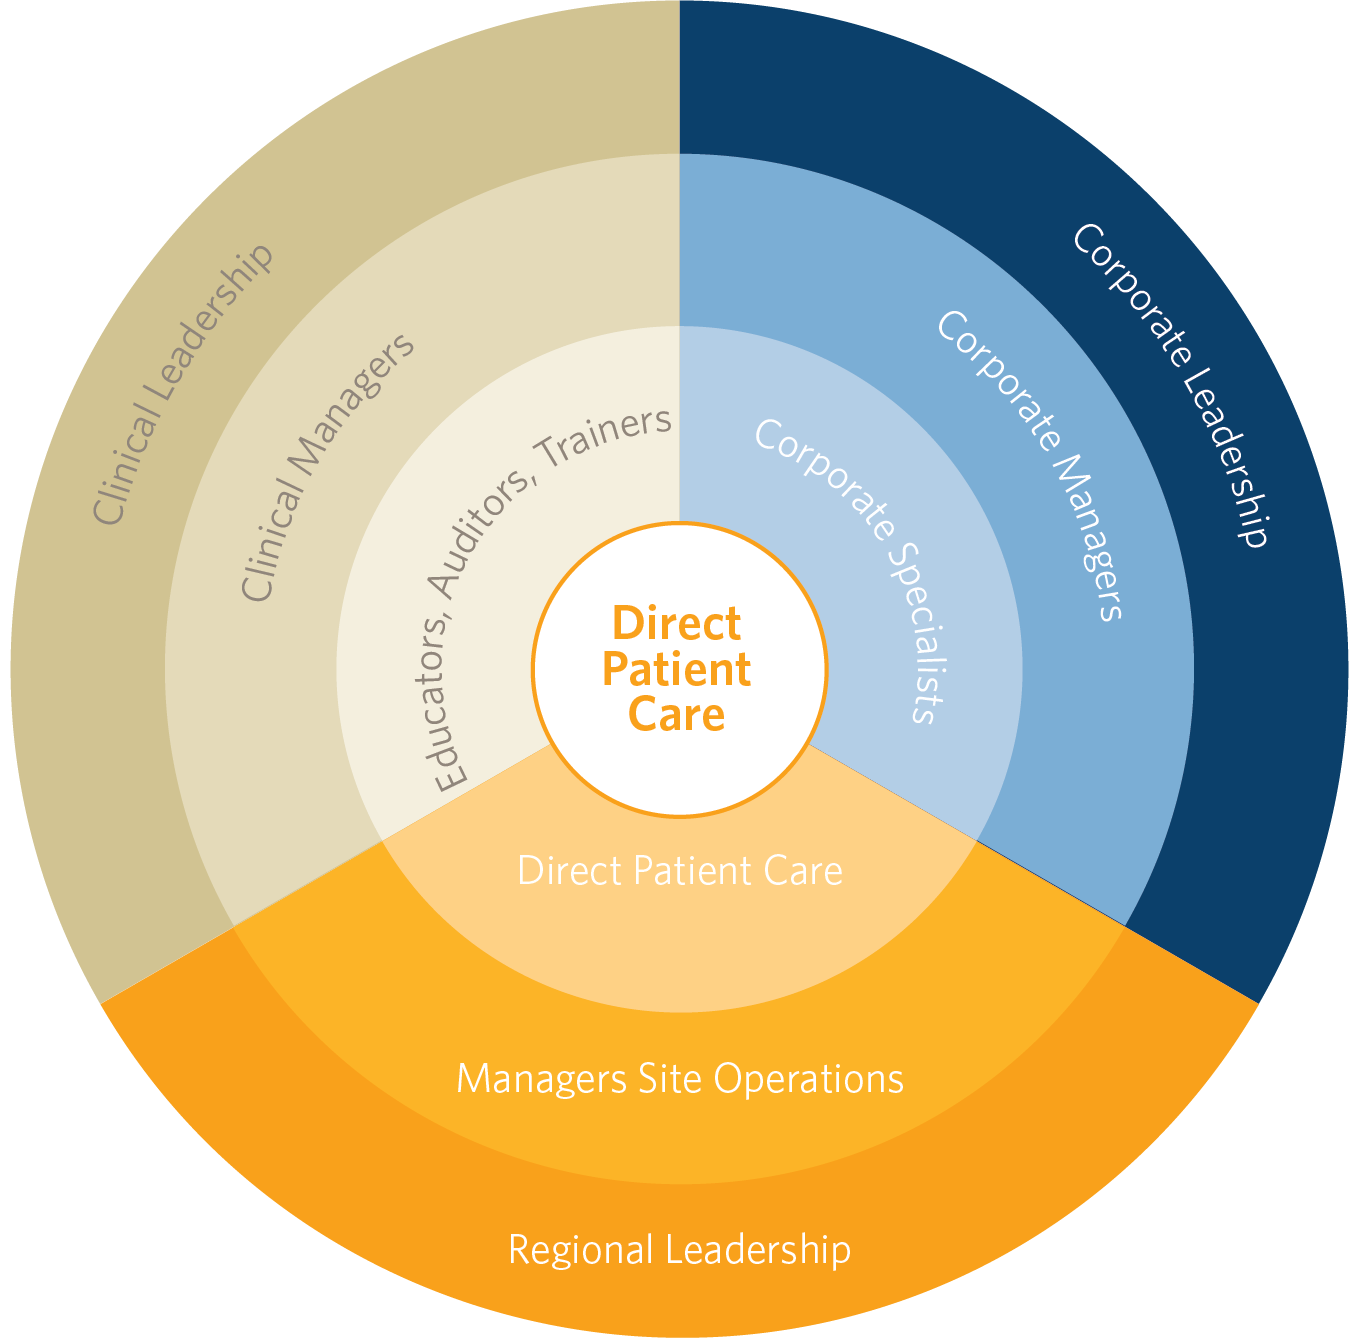 Clinical Leadership
Clinical Managers
Educators, Auditors, Trainers
Corporate Leadership
Corporate Managers
Corporate Specialists
Direct
Patient
Care
Direct Patient Care
Managers Site Operations
Regional Leadership